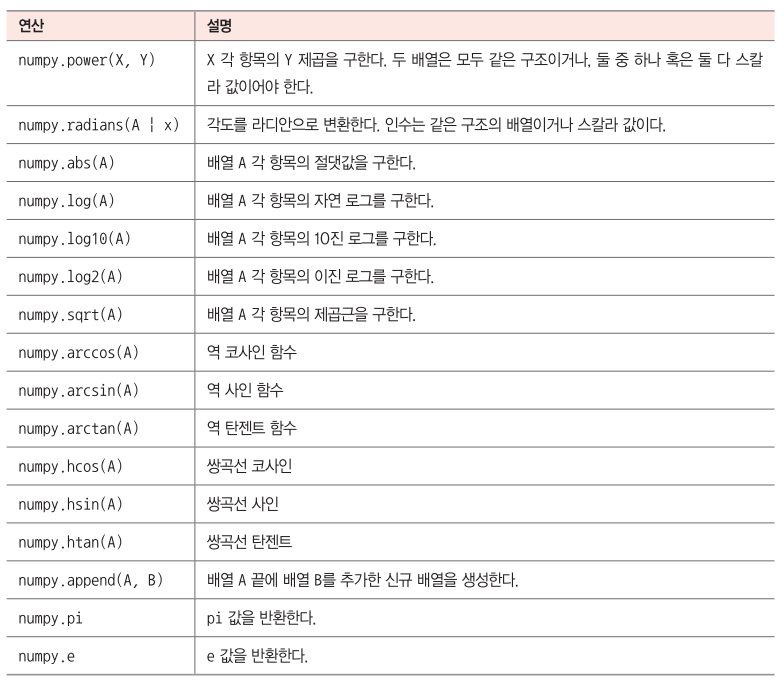 연산 설명
numpy.power(X, Y) X 각 항목의 Y 제곱을 구한다. 두 배열은 모두 같은 구조이거나, 둘 중 하나 혹은 둘 다 스칼
라 값이어야 한다.
numpy.radians(A ¦ x) 각도를 라디안으로 변환한다. 인수는 같은 구조의 배열이거나 스칼라 값이다.
numpy.abs(A) 배열 A 각 항목의 절댓값을 구한다.
numpy.log(A) 배열 A 각 항목의 자연 로그를 구한다.
numpy.log10(A) 배열 A 각 항목의 10진 로그를 구한다.
numpy.log2(A) 배열 A 각 항목의 이진 로그를 구한다.
numpy.sqrt(A) 배열 A 각 항목의 제곱근을 구한다.
numpy.arccos(A) 역 코사인 함수
numpy.arcsin(A) 역 사인 함수
numpy.arctan(A) 역 탄젠트 함수
numpy.hcos(A) 쌍곡선 코사인
numpy.hsin(A) 쌍곡선 사인
numpy.htan(A) 쌍곡선 탄젠트
numpy.append(A, B) 배열 A 끝에 배열 B를 추가한 신규 배열을 생성한다.
numpy.pi pi 값을 반환한다.
numpy.e e 값을 반환한다.